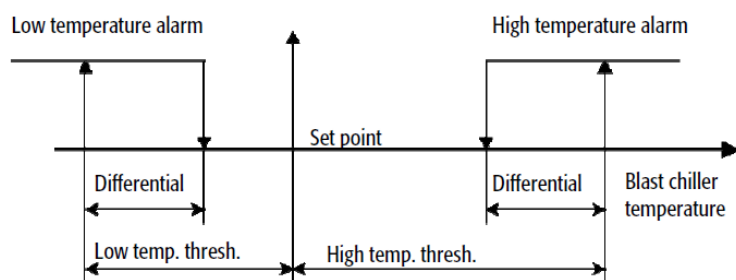 Low temperature alarm
High temperature alarm
Set point
Differential
Differential
Blast chiller
temperature
Low temp. thresh.
High temp. thresh.